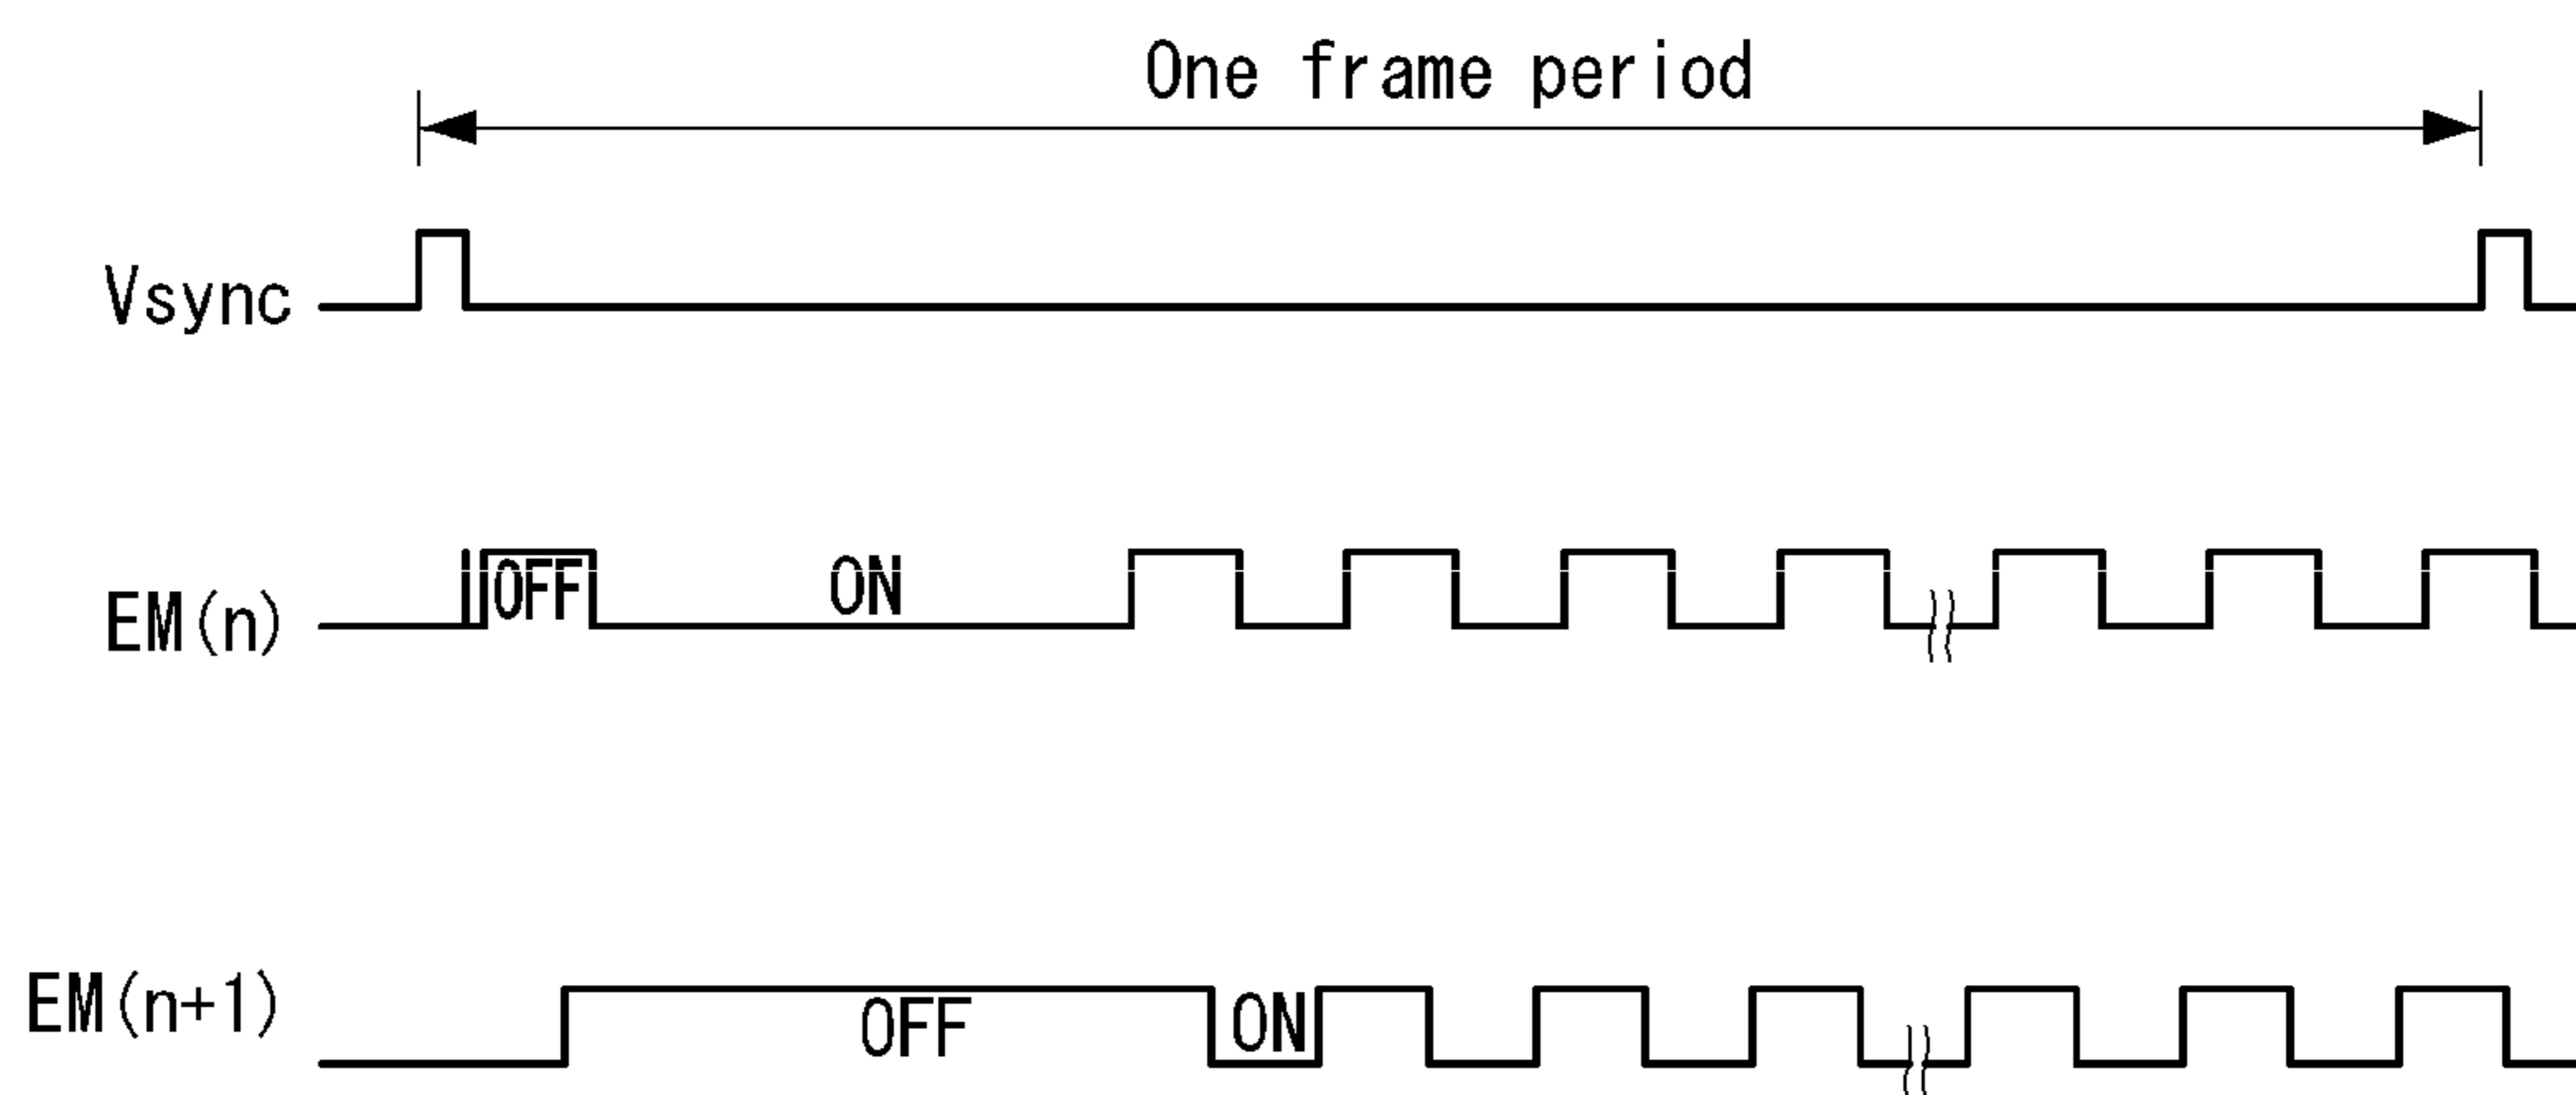 One frame period
Vsync
OFF ON
EM(n)
EM(n+1)
OFF ON